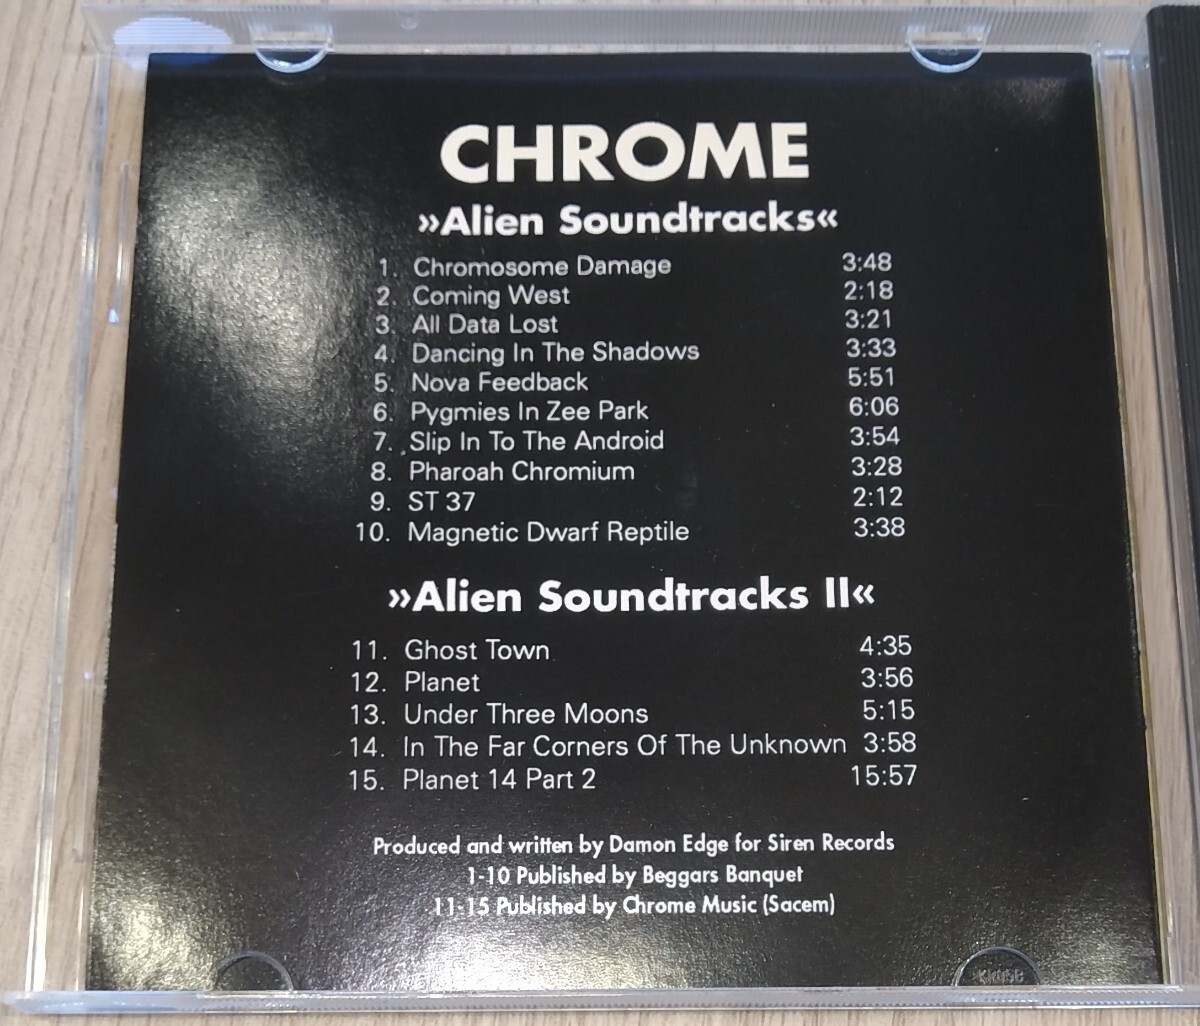 CHROME
»Alien Soundtracks«
1. Chromosome Damage 3:48
2. Coming West 2:18
3. All Data Lost 3:21
4. Dancing In The Shadows 3:33
5. Nova Feedback 5:51
6. Pygmies In Zee Park 6:06
7. Slip In To The Android 3:54
8. Pharoah Chromium 3:28
9. ST 37 2:12
10. Magnetic Dwarf Reptile 3:38
»Alien Soundtracks II«
11. Ghost Town 4:35
12. Planet 3:56
13. Under Three Moons 5:15
14. In The Far Corners Of The Unknown 3:58
15. Planet 14 Part 2 15:57
Produced and written by Damon Edge for Siren Records
1-10 Published by Beggars Banquet
11-15 Published by Chrome Music (Sacem)